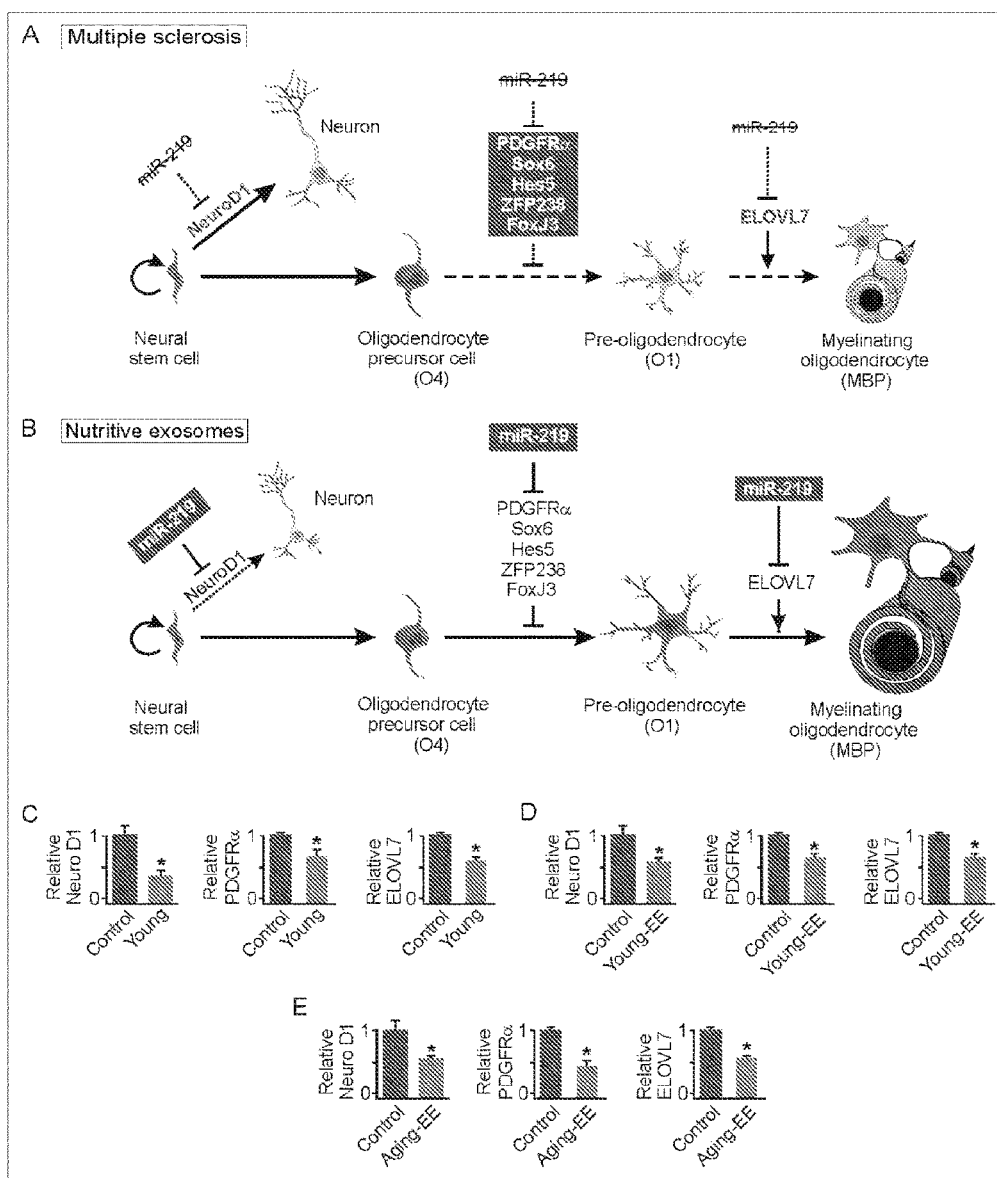 A Multiple sclerosis
miR-219
miR-219
miR-219
Neuron
NeuroD1
PDGFRα
Sox6
Hes5
ZFP238
FoxJ3
ELOVL7
Neural
stem cell
Oligodendrocyte
precursor cell
(O4)
Pre-oligodendrocyte
(O1)
Myelinating
oligodendrocyte
(MBP)
B Nutritive exosomes
miR-219
miR-219
miR-219
Neuron
NeuroD1
PDGFRα
Sox6
Hes5
ZFP238
FoxJ3
ELOVL7
Neural
stem cell
Oligodendrocyte
precursor cell
(O4)
Pre-oligodendrocyte
(O1)
Myelinating
oligodendrocyte
(MBP)
C
Relative
Neuro D1
1
0
*
Control
Young
Relative
PDGFRα
1
0
*
Control
Young
Relative
ELOVL7
1
0
*
Control
Young
D
Relative
Neuro D1
1
0
*
Control
Young-EE
Relative
PDGFRα
1
0
*
Control
Young-EE
Relative
ELOVL7
1
0
*
Control
Young-EE
E
Relative
Neuro D1
1
0
*
Control
Aging-EE
Relative
PDGFRα
1
0
*
Control
Aging-EE
Relative
ELOVL7
1
0
*
Control
Aging-EE